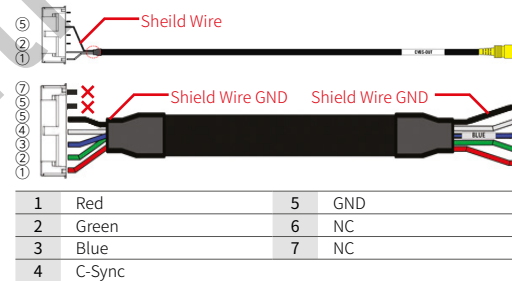 ⑤ Sheild Wire
②
① CVBS-OUT
⑦
⑤ Shield Wire GND Shield Wire GND
⑤
④
③ BLUE
②
①
1 Red 5 GND
2 Green 6 NC
3 Blue 7 NC
4 C-Sync